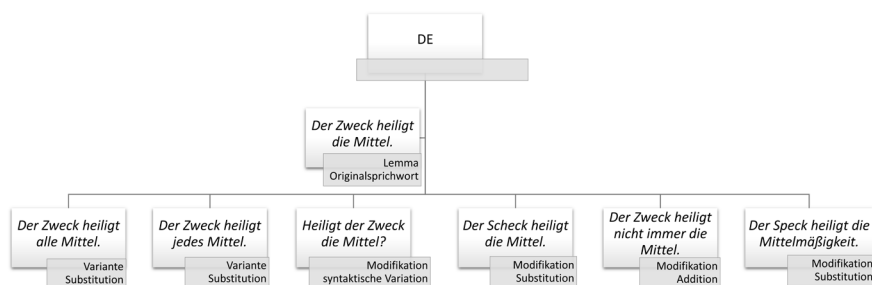 DE
Der Zweck heiligt
die Mittel.
Lemma
Originalsprichwort
Der Zweck heiligt
alle Mittel.
Variante
Substitution
Der Zweck heiligt
jedes Mittel.
Variante
Substitution
Heiligt der Zweck
die Mittel?
Modifikation
syntaktische Variation
Der Scheck heiligt
die Mittel.
Modifikation
Substitution
Der Zweck heiligt
nicht immer die
Mittel.
Modifikation
Addition
Der Speck heiligt die
Mittelmäßigkeit.
Modifikation
Substitution